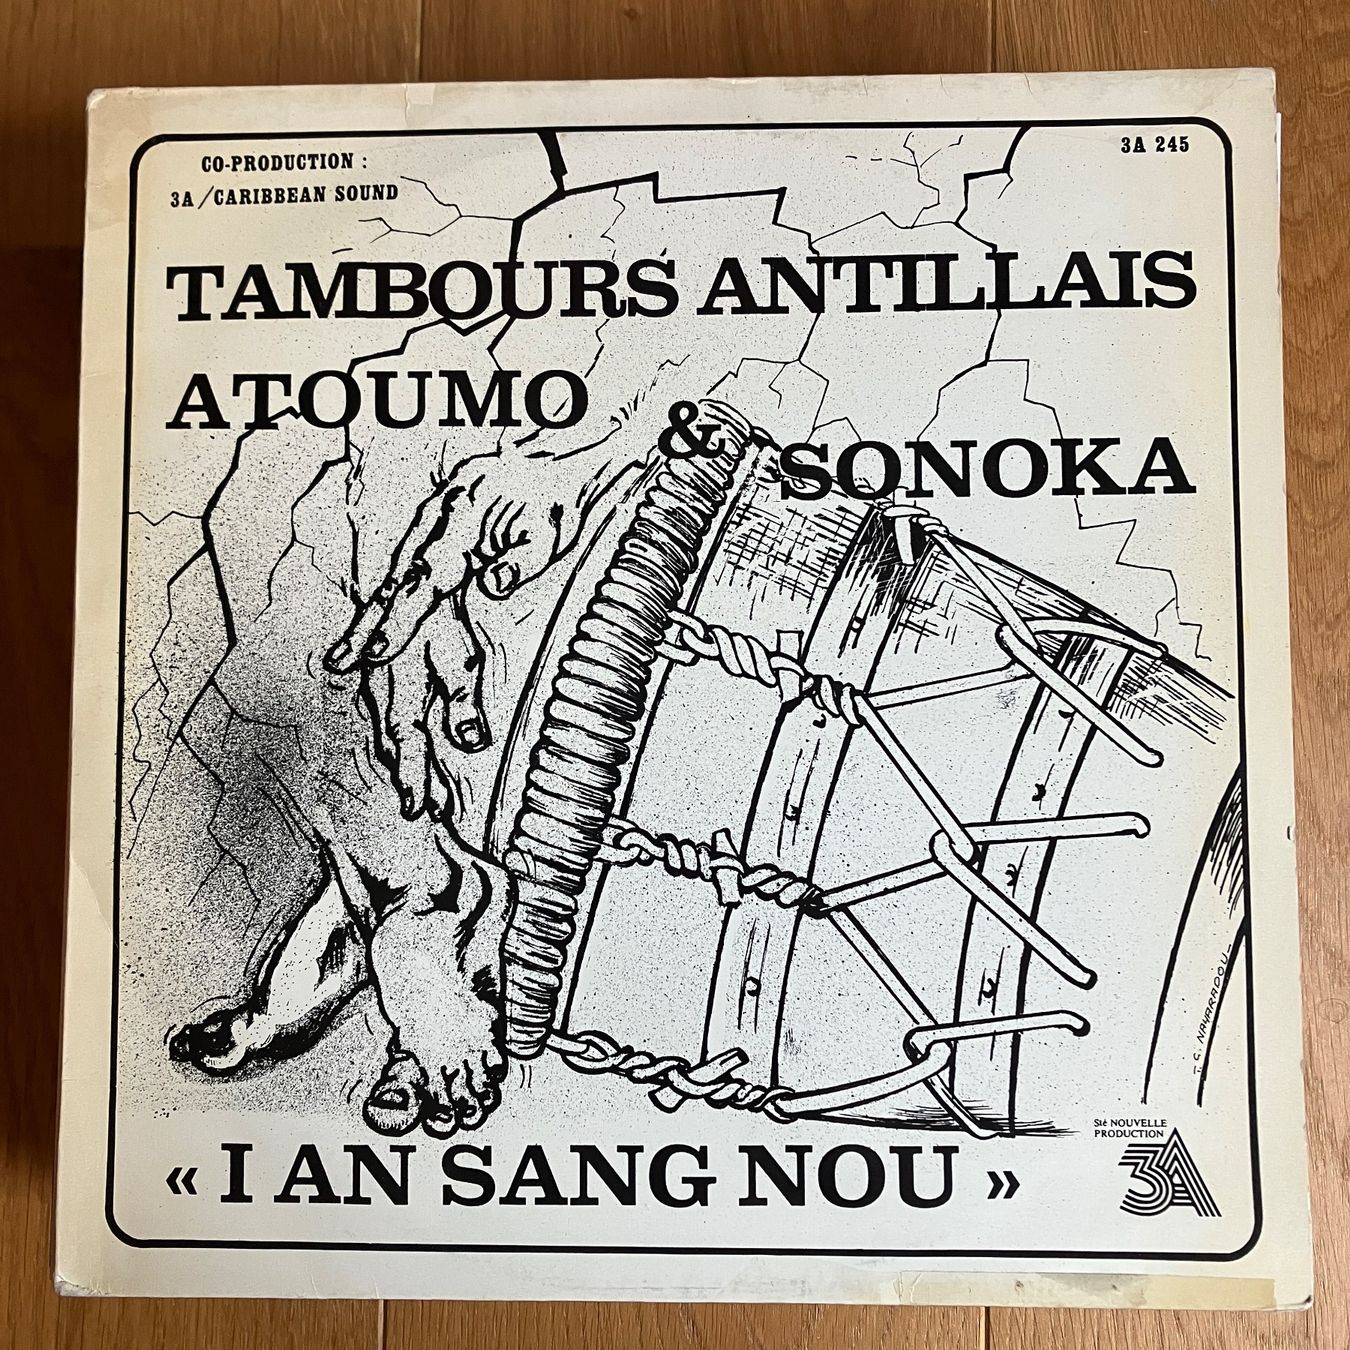 CO-PRODUCTION :
3A /CARIBBEAN SOUND
3A 245
TAMBOURS ANTILLAIS
ATOUMO
& SONOKA
Sté NOUVELLE
PRODUCTION
3A
« I AN SANG NOU »